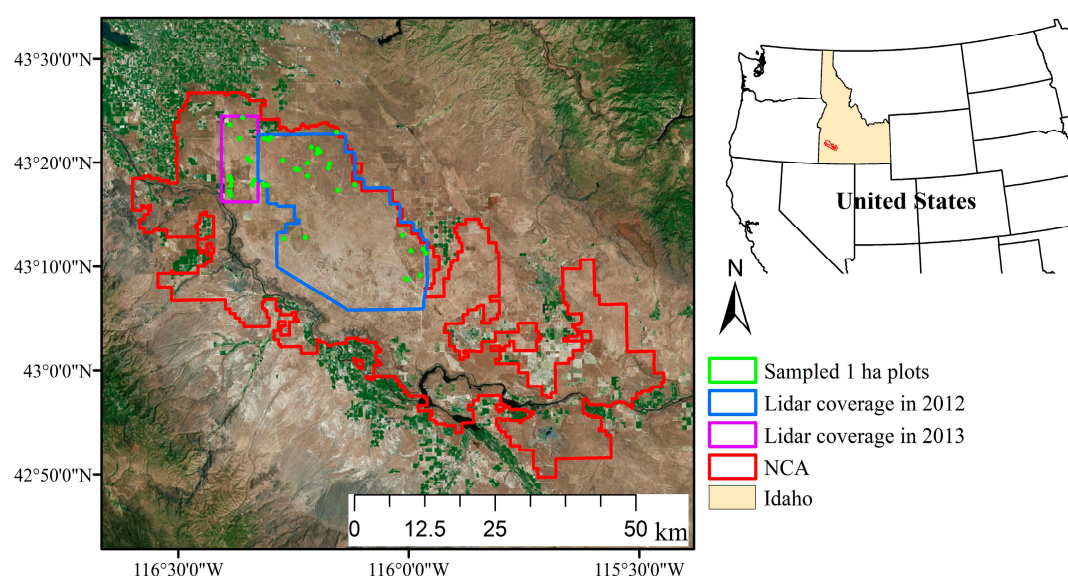 43°30'0"N
43°20'0"N
43°10'0"N
43°0'0"N
42°50'0"N
116°30'0"W
116°0'0"W
115°30'0"W
0 12.5 25 50 km
United States
N
Sampled 1 ha plots
Lidar coverage in 2012
Lidar coverage in 2013
NCA
Idaho